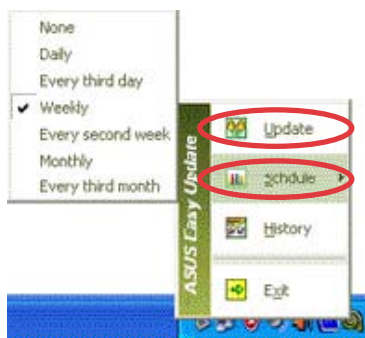 None
Daily
Every third day
Weekly
Every second week
Monthly
Every third month
ASUS Easy Update
Update
Schdule
History
Exit